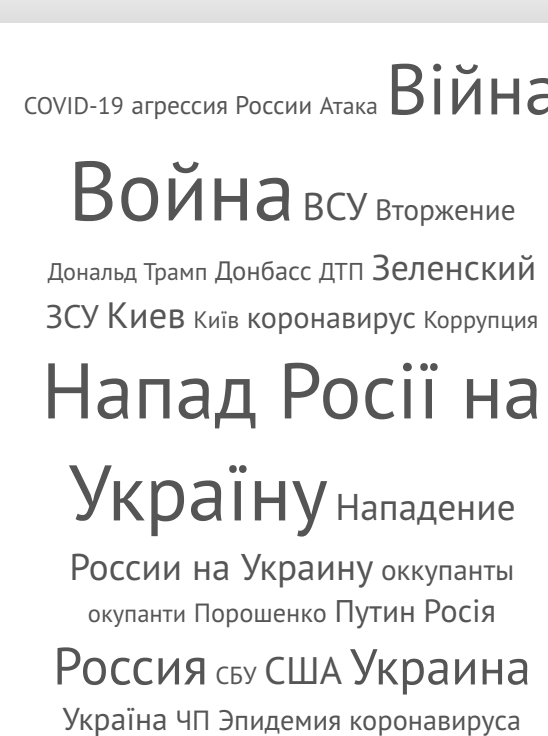 COVID-19 агрессия России Атака Війна
Война ВСУ Вторжение
Дональд Трамп Донбасс ДТП Зеленский
ЗСУ Киев Київ коронавирус Коррупция
Напад Росії на
Україну Нападение
России на Украину оккупанты
окупанти Порошенко Путин Росія
Россия СБУ США Украина
Україна ЧП Эпидемия коронавируса